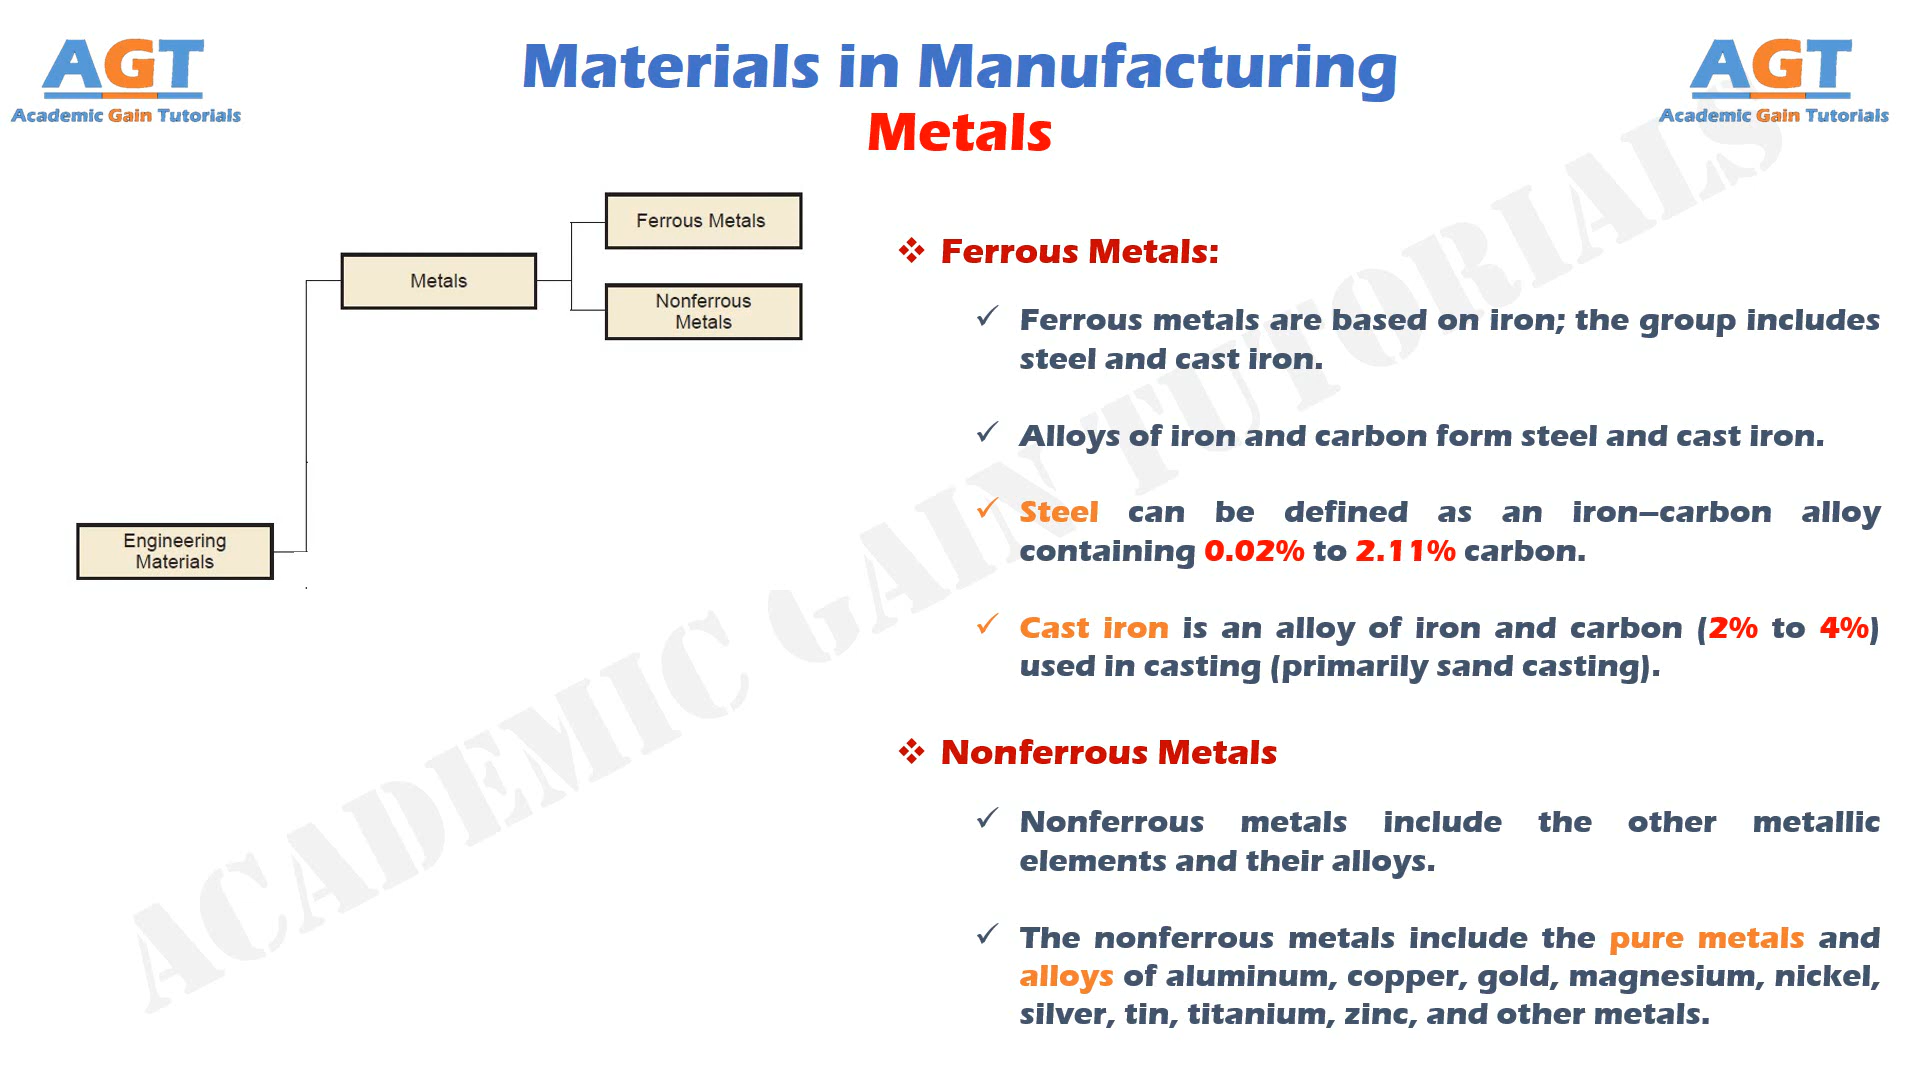 AGT
Academic Gain Tutorials
Materials in Manufacturing
Metals
AGT
Academic Gain Tutorials
Ferrous Metals
Metals
Nonferrous
Metals
Engineering
Materials
Ferrous Metals:
Ferrous metals are based on iron; the group includes
steel and cast iron.
Alloys of iron and carbon form steel and cast iron.
Steel can be defined as an iron–carbon alloy
containing 0.02% to 2.11% carbon.
Cast iron is an alloy of iron and carbon (2% to 4%)
used in casting (primarily sand casting).
Nonferrous Metals
Nonferrous metals include the other metallic
elements and their alloys.
The nonferrous metals include the pure metals and
alloys of aluminum, copper, gold, magnesium, nickel,
silver, tin, titanium, zinc, and other metals.
ACADEMIC GAIN TUTORIALS